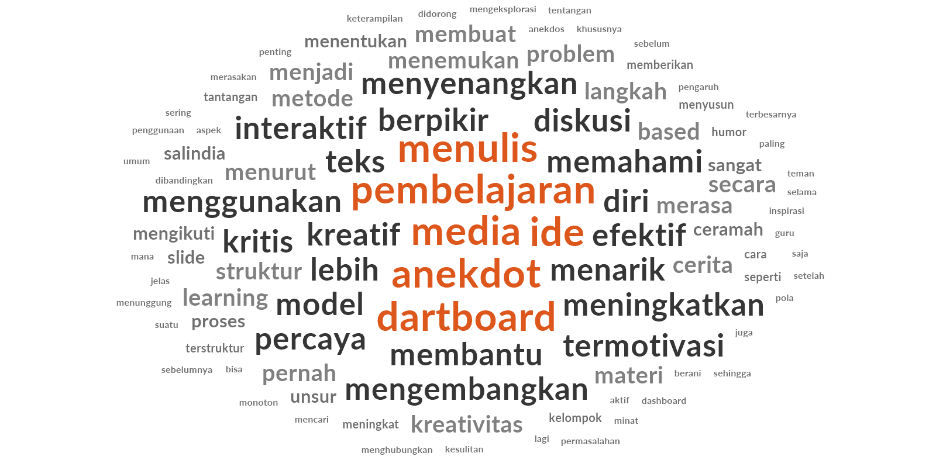 didorong mengeksplorasi tentangan
keterampilan membuat anekdos khususnya
menentukan menemukan problem sebelum
penting menjadi menyenangkan memberikan
merasakan metode langkah pengaruh
tantangan menyusun
sering interaktif berpikir diskusi based humor terbesarnya
penggunaan aspek menulis paling
umum salindia teks memahami sangat teman
dibandingkan menurut pembelajaran secara selama
menggunakan diri merasa inspirasi
mengikuti kritis kreatif media ide efektif ceramah guru
mana slide cara saja
struktur lebih anekdot menarik cerita seperti setelah
jelas
menunggung learning model dartboard meningkatkan pola
suatu proses percaya juga
terstruktur membantu termotivasi
sebelumnya bisa pernah materi berani sehingga
monoton unsur mengembangkan aktif dashboard
mencari meningkat kreativitas kelompok minat
menghubungkan kesulitan lagi permasalahan